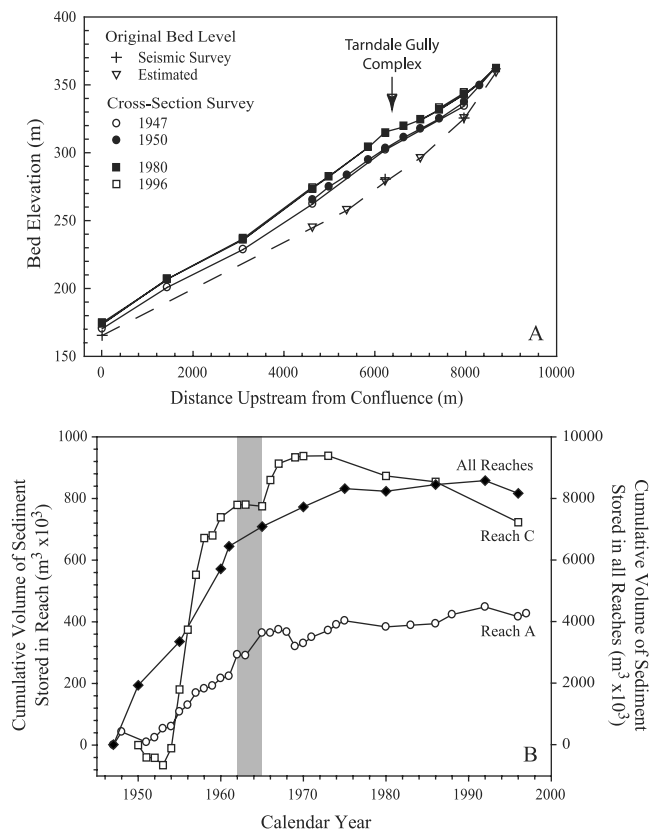 Original Bed Level
Seismic Survey
Estimated
Cross-Section Survey
1947
1950
1980
1996
Tarndale Gully
Complex
400
350
300
250
200
150
Bed Elevation (m)
A
0
2000
4000
6000
8000
10000
Distance Upstream from Confluence (m)
1000
800
600
400
200
0
Cumulative Volume of Sediment
Stored in Reach (m³ x10³)
All Reaches
Reach C
Reach A
B
10000
8000
6000
4000
2000
0
Cumulative Volume of Sediment
Stored in all Reaches (m³ x10³)
1950
1960
1970
1980
1990
2000
Calendar Year